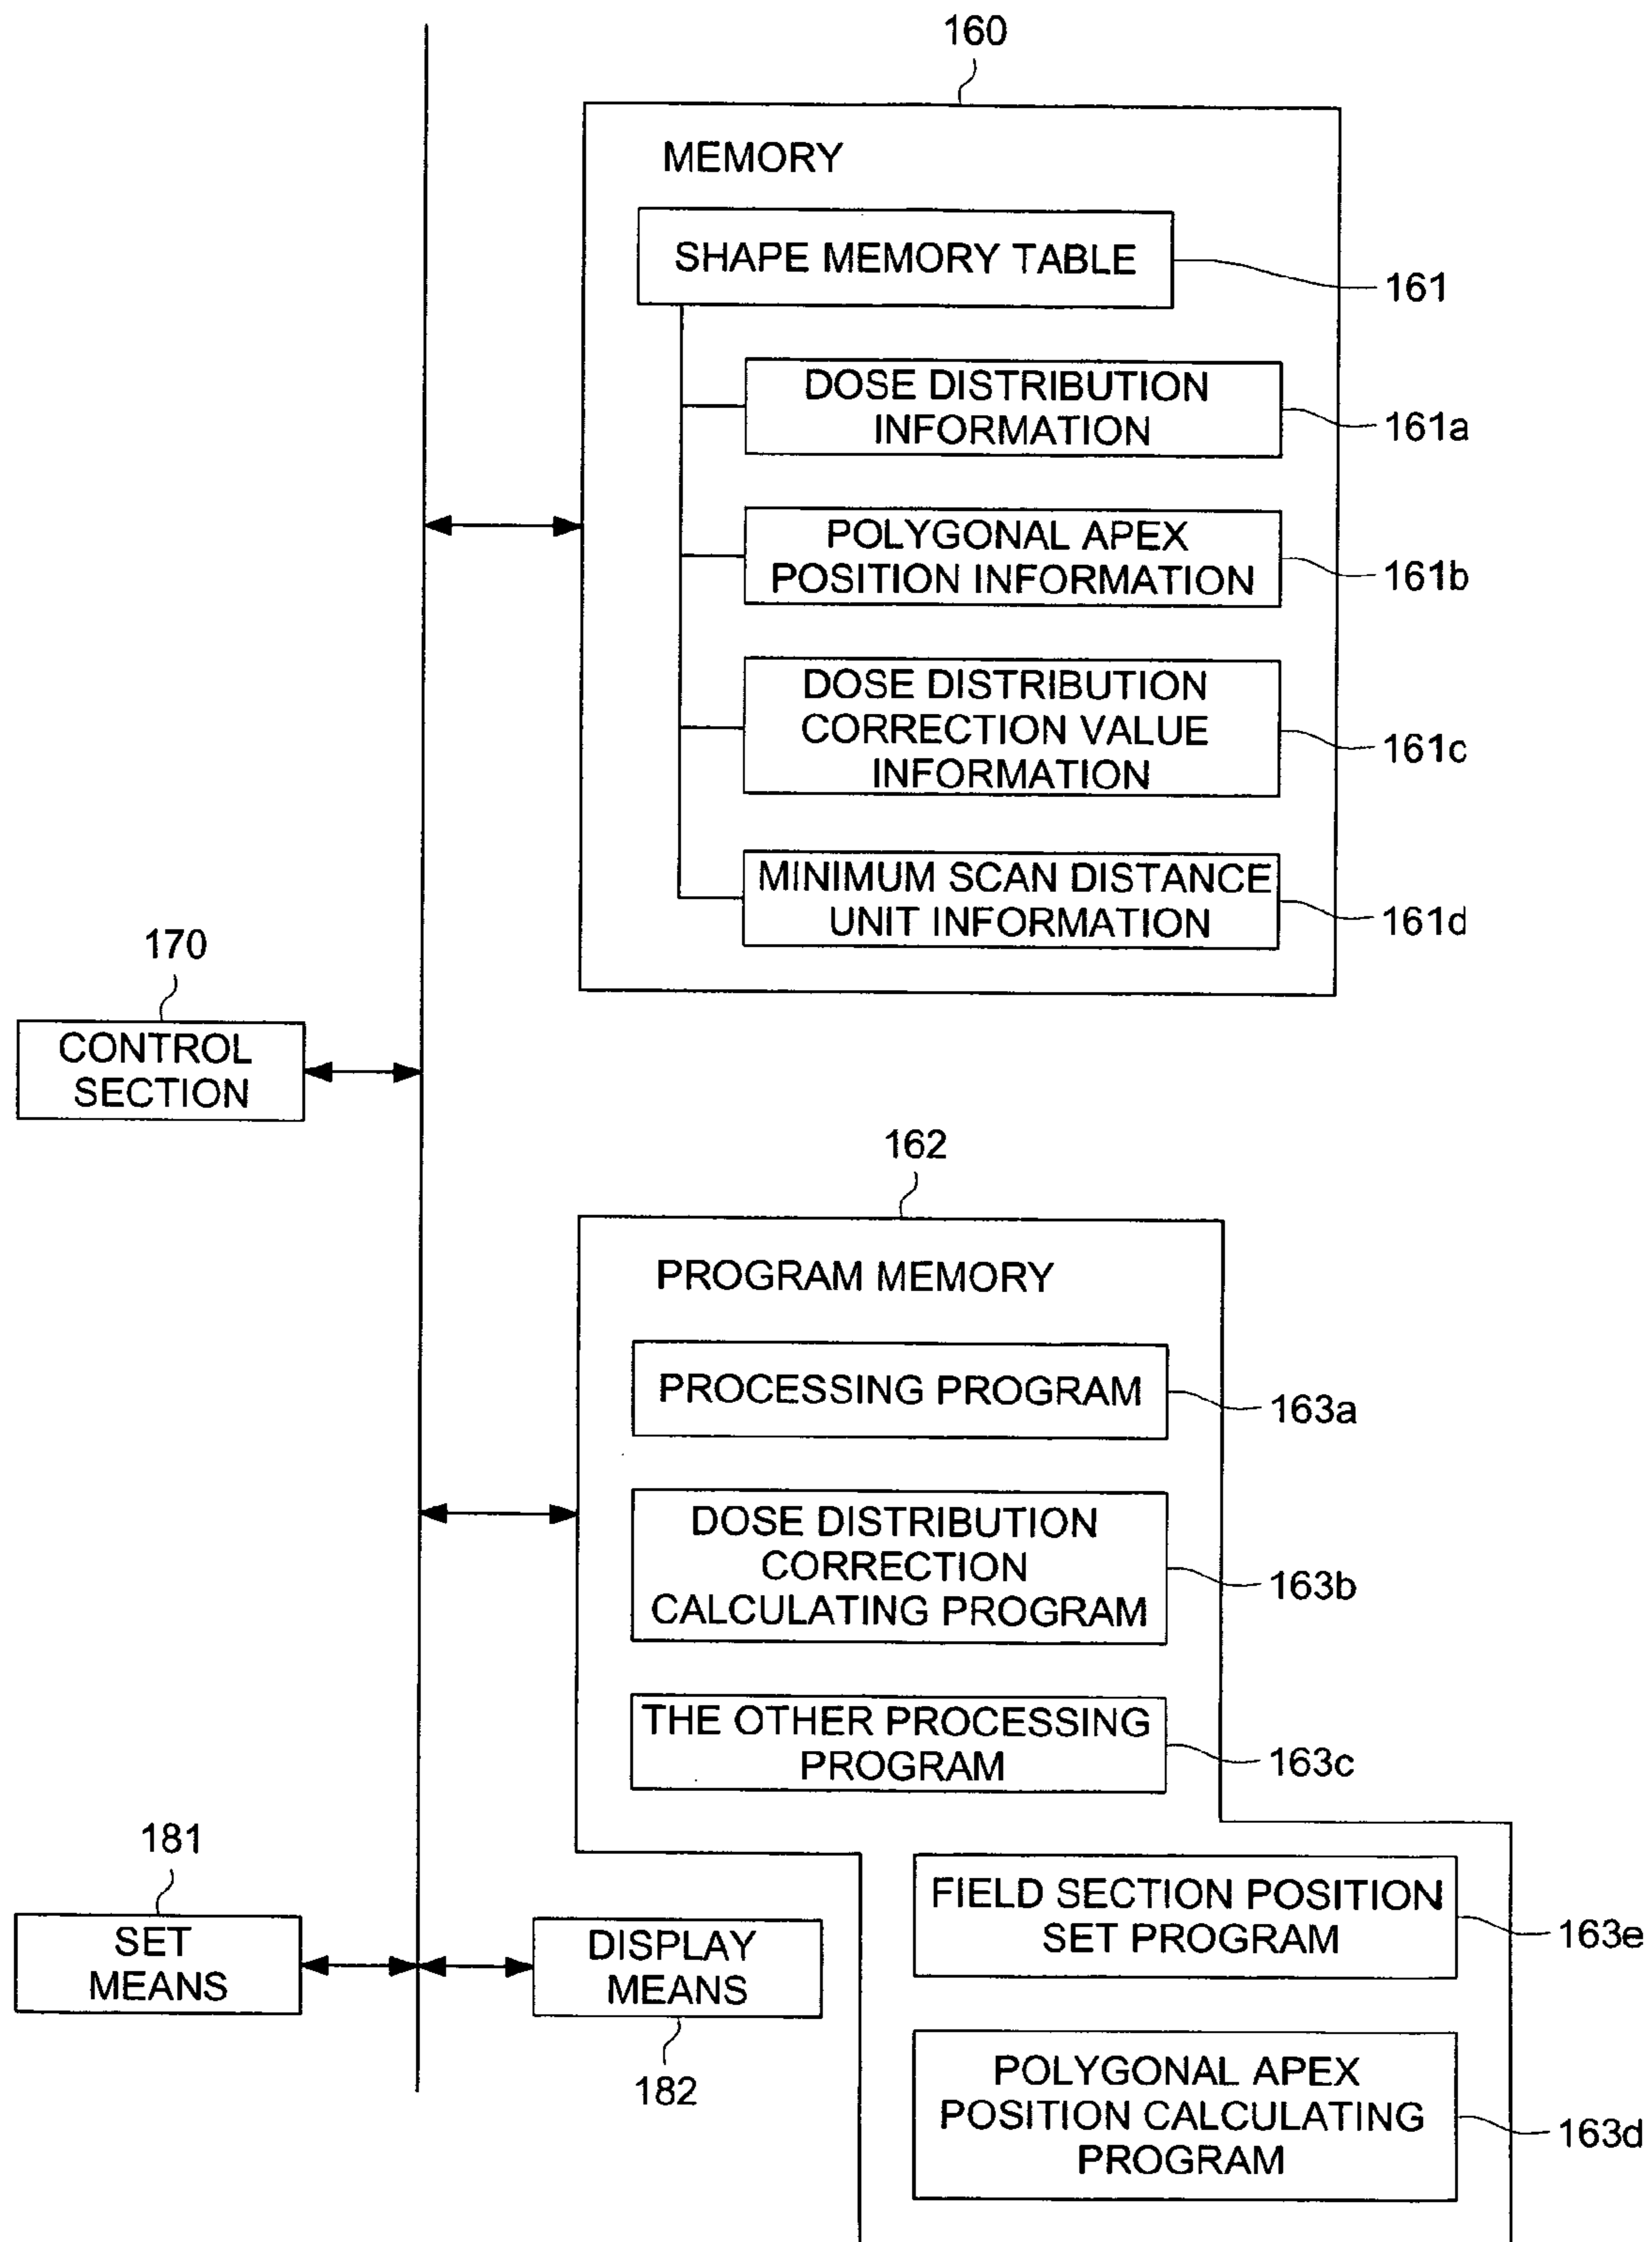 160
MEMORY
SHAPE MEMORY TABLE
161
DOSE DISTRIBUTION
INFORMATION
161a
POLYGONAL APEX
POSITION INFORMATION
161b
DOSE DISTRIBUTION
CORRECTION VALUE
INFORMATION
161c
MINIMUM SCAN DISTANCE
UNIT INFORMATION
161d
170
CONTROL
SECTION
162
PROGRAM MEMORY
PROCESSING PROGRAM
163a
DOSE DISTRIBUTION
CORRECTION
CALCULATING PROGRAM
163b
THE OTHER PROCESSING
PROGRAM
163c
181
SET
MEANS
DISPLAY
MEANS
182
FIELD SECTION POSITION
SET PROGRAM
163e
POLYGONAL APEX
POSITION CALCULATING
PROGRAM
163d